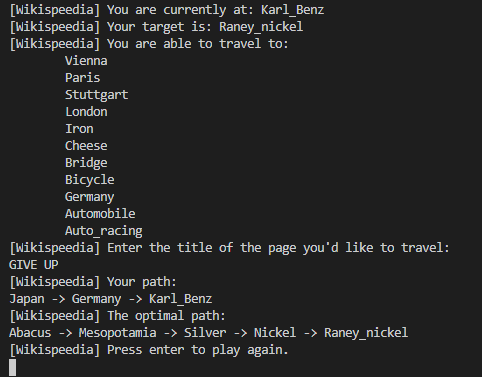 [Wikispeedia] You are currently at: Karl_Benz
[Wikispeedia] Your target is: Raney_nickel
[Wikispeedia] You are able to travel to:
Vienna
Paris
Stuttgart
London
Iron
Cheese
Bridge
Bicycle
Germany
Automobile
Auto_racing
[Wikispeedia] Enter the title of the page you'd like to travel:
GIVE UP
[Wikispeedia] Your path:
Japan -> Germany -> Karl_Benz
[Wikispeedia] The optimal path:
Abacus -> Mesopotamia -> Silver -> Nickel -> Raney_nickel
[Wikispeedia] Press enter to play again.